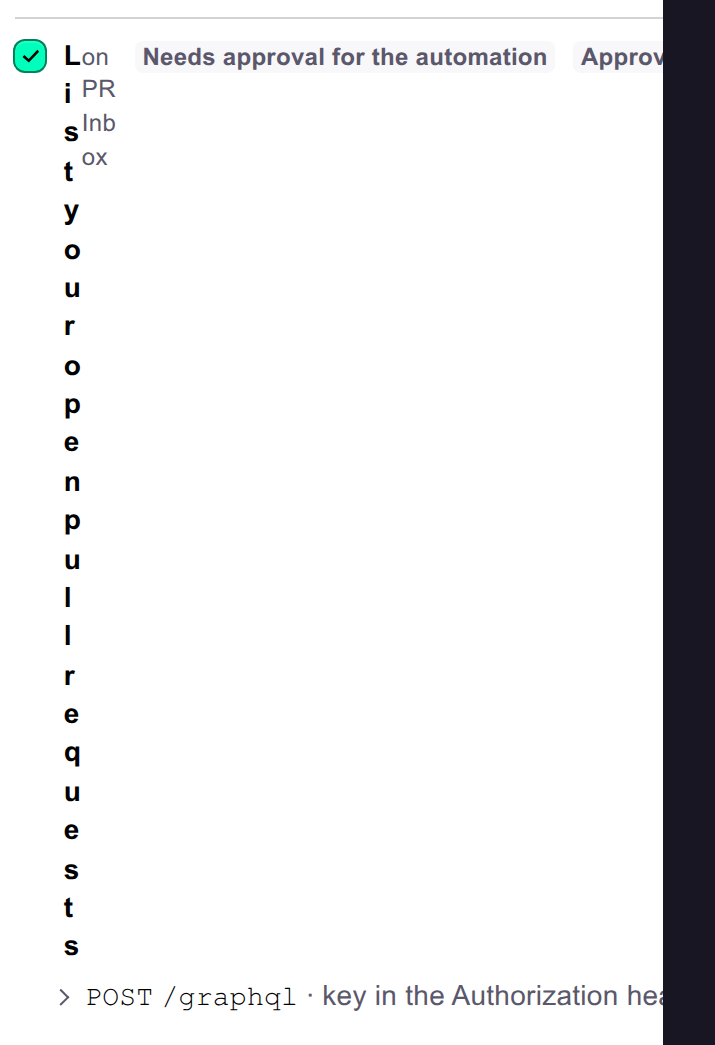 List your open pull requests
on PR Inbox
Needs approval for the automation
Approv
POST /graphql · key in the Authorization hea